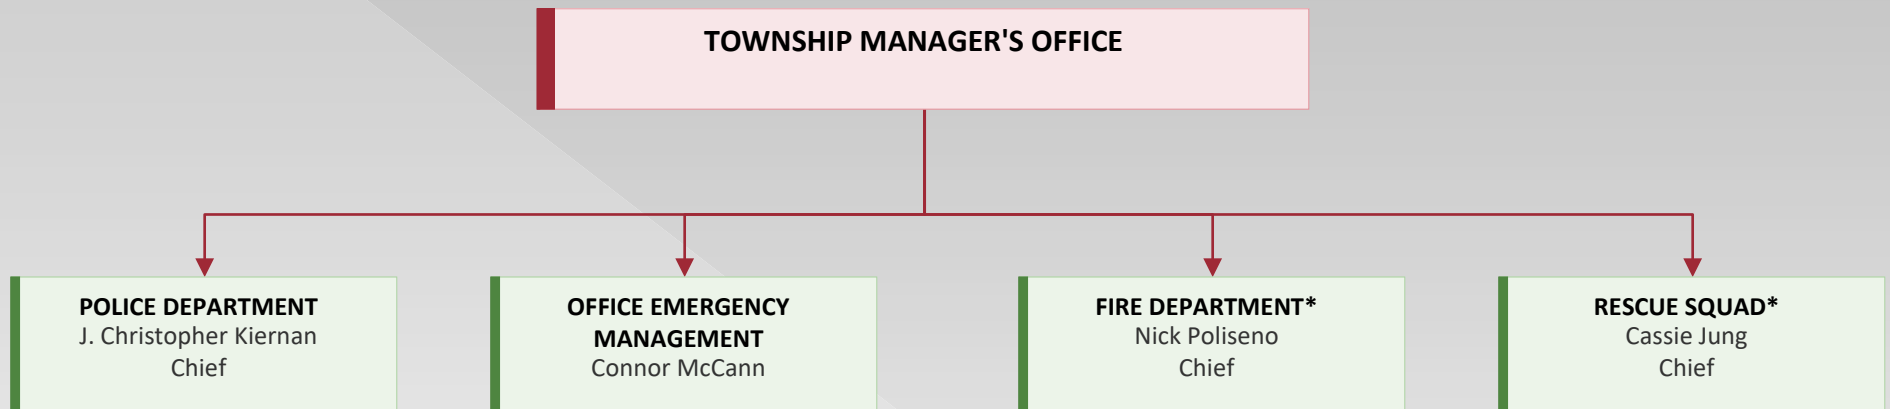 TOWNSHIP MANAGER'S OFFICE
POLICE DEPARTMENT
J. Christopher Kiernan
Chief
OFFICE EMERGENCY
MANAGEMENT
Connor McCann
FIRE DEPARTMENT*
Nick Poliseno
Chief
RESCUE SQUAD*
Cassie Jung
Chief